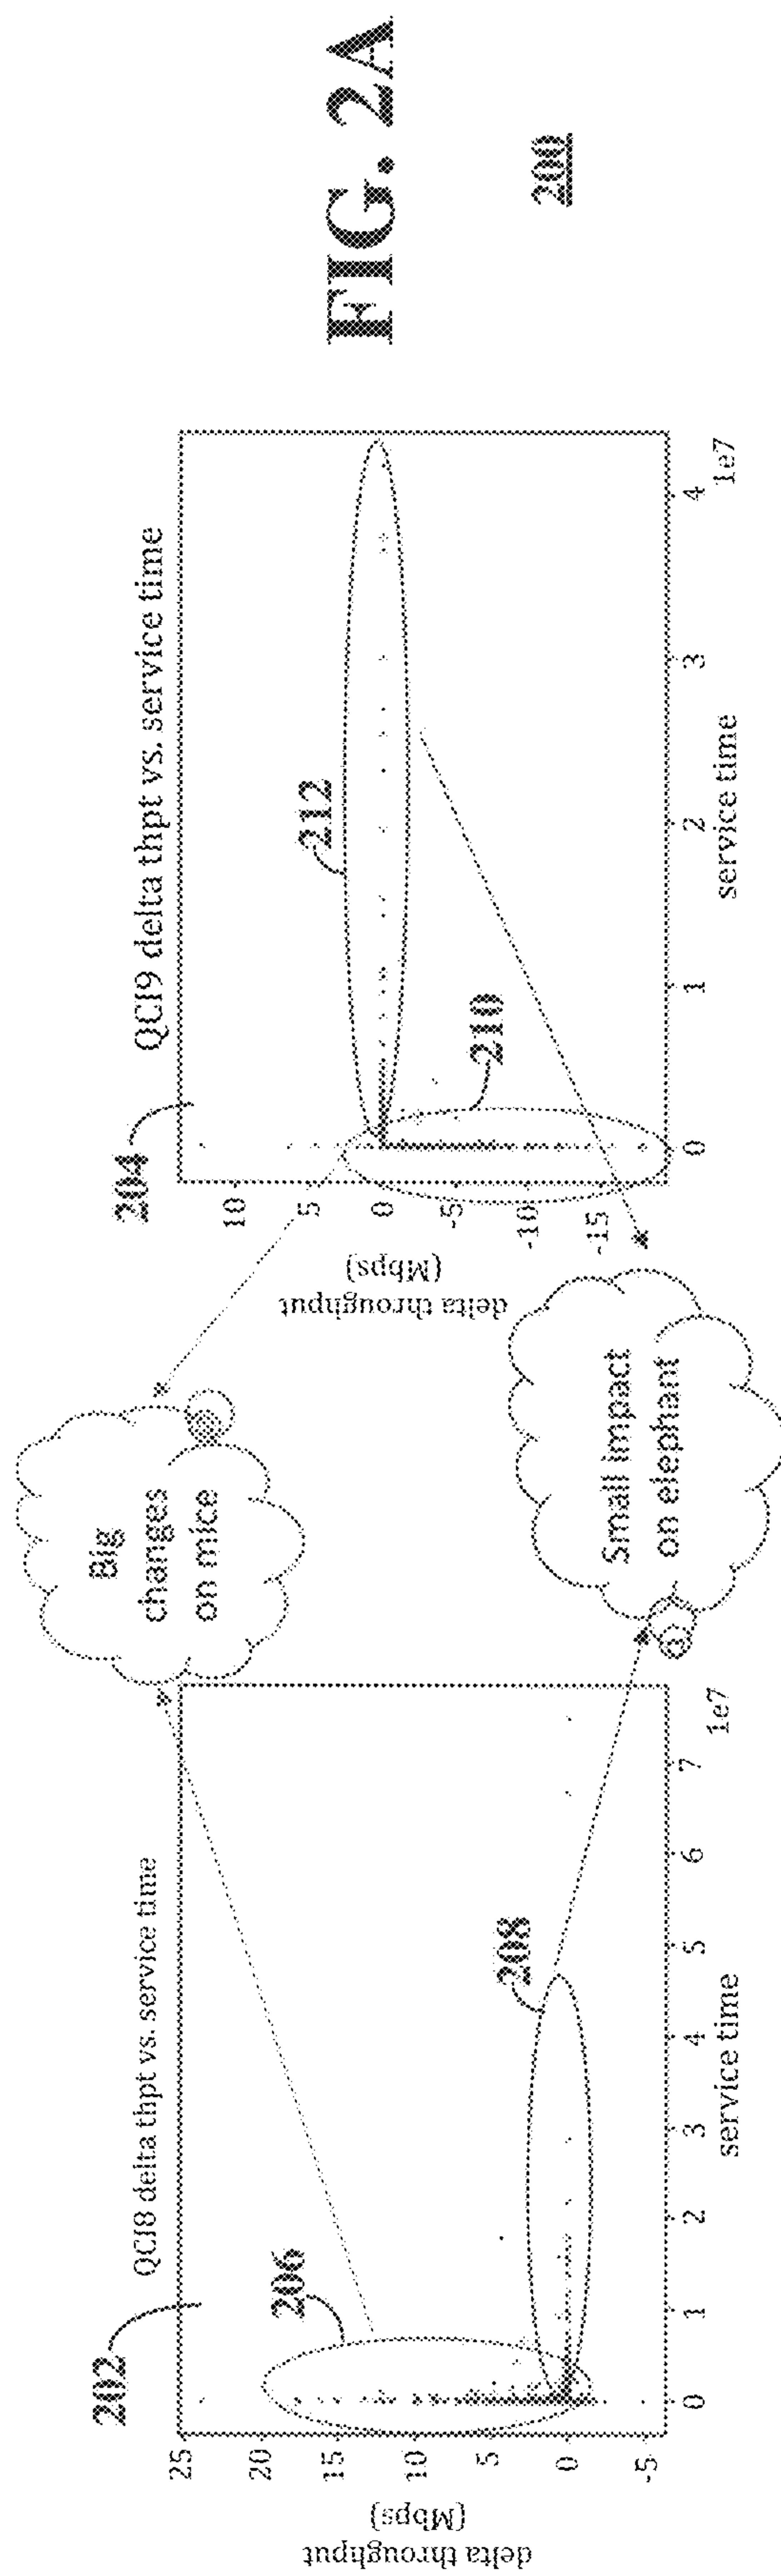 FIG. 2A
200
202
QCI8 delta thpt vs. service time
delta throughput
(Mbps)
25
20
15
10
5
0
-5
206
208
0
1
2
3
4
5
6
7
1e7
service time
Big
changes
on mice
Small impact
on elephant
204
QCI9 delta thpt vs. service time
delta throughput
(Mbps)
10
5
0
-5
-10
-15
212
210
0
1
2
3
4
1e7
service time